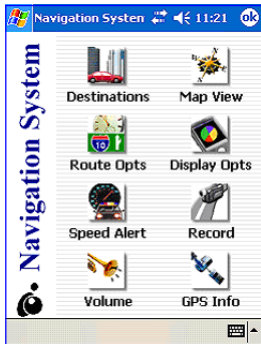 Navigation System 11:21 ok
Navigation System
Destinations Map View
10
Route Opts Display Opts
Speed Alert Record
Volume GPS Info